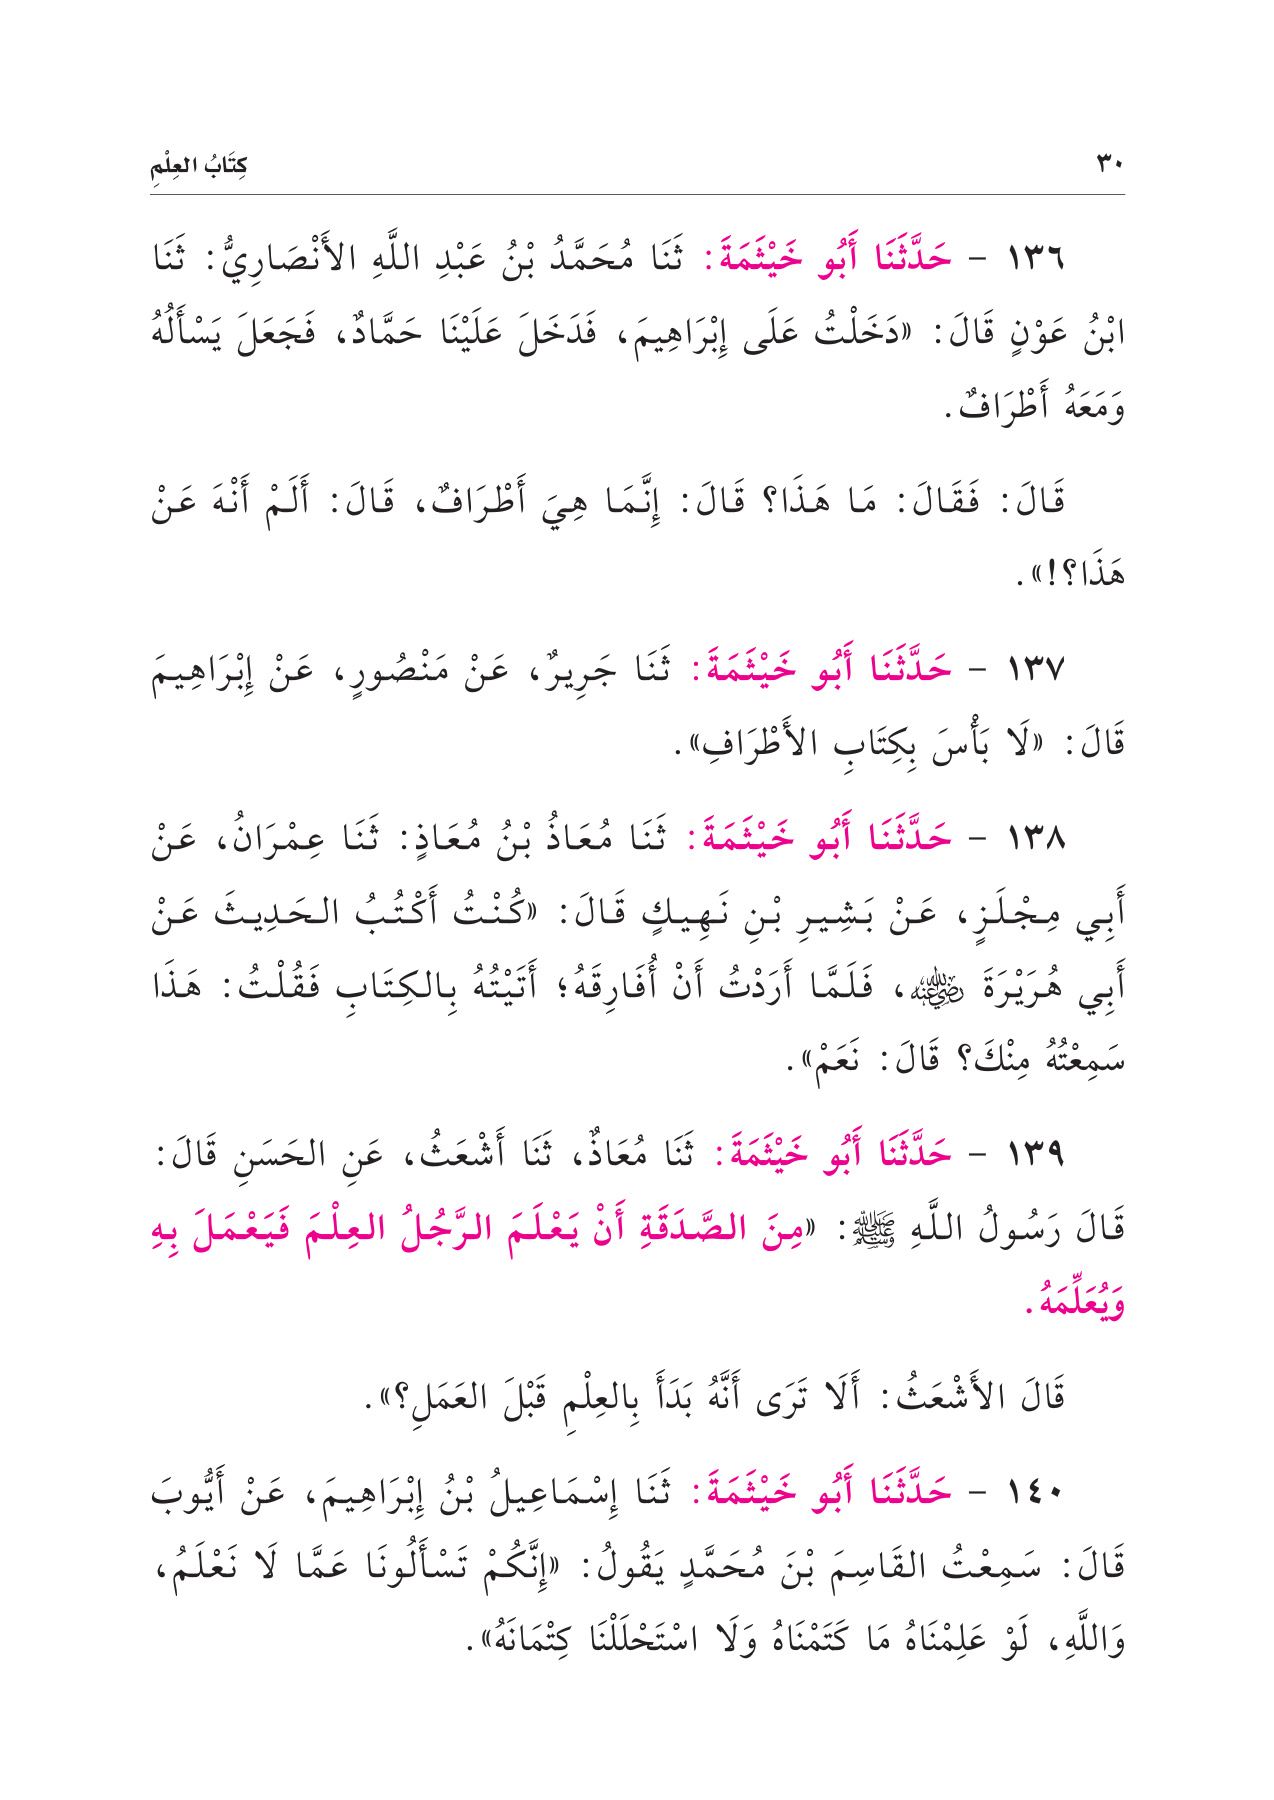 ٣٠
كِتَابُ العِلْمِ
١٣٦ - حَدَّثَنَا أَبُو خَيْثَمَةَ: ثَنَا مُحَمَّدُ بْنُ عَبْدِ اللَّهِ الأَنْصَارِيُّ: ثَنَا
ابْنُ عَوْنٍ قَالَ: «دَخَلْتُ عَلَى إِبْرَاهِيمَ، فَدَخَلَ عَلَيْنَا حَمَّادٌ، فَجَعَلَ يَسْأَلُهُ
وَمَعَهُ أَطْرَافٌ.
قَالَ: فَقَالَ: مَا هَذَا؟ قَالَ: إِنَّمَا هِيَ أَطْرَافٌ، قَالَ: أَلَمْ أَنْهَ عَنْ
هَذَا؟!».
١٣٧ - حَدَّثَنَا أَبُو خَيْثَمَةَ: ثَنَا جَرِيرٌ، عَنْ مَنْصُورٍ، عَنْ إِبْرَاهِيمَ
قَالَ: «لَا بَأْسَ بِكِتَابِ الأَطْرَافِ».
١٣٨ - حَدَّثَنَا أَبُو خَيْثَمَةَ: ثَنَا مُعَاذُ بْنُ مُعَاذٍ: ثَنَا عِمْرَانُ، عَنْ
أَبِي مِجْلَزٍ، عَنْ بَشِيرِ بْنِ نَهِيكٍ قَالَ: «كُنْتُ أَكْتُبُ الحَدِيثَ عَنْ
أَبِي هُرَيْرَةَ رضي الله عنه، فَلَمَّا أَرَدْتُ أَنْ أُفَارِقَهُ؛ أَتَيْتُهُ بِالكِتَابِ فَقُلْتُ: هَذَا
سَمِعْتُهُ مِنْكَ؟ قَالَ: نَعَمْ».
١٣٩ - حَدَّثَنَا أَبُو خَيْثَمَةَ: ثَنَا مُعَاذٌ، ثَنَا أَشْعَثُ، عَنِ الحَسَنِ قَالَ:
قَالَ رَسُولُ اللَّهِ ﷺ: «مِنَ الصَّدَقَةِ أَنْ يَعْلَمَ الرَّجُلُ العِلْمَ فَيَعْمَلَ بِهِ
وَيُعَلِّمَهُ.
قَالَ الأَشْعَثُ: أَلَا تَرَى أَنَّهُ بَدَأَ بِالعِلْمِ قَبْلَ العَمَلِ؟».
١٤٠ - حَدَّثَنَا أَبُو خَيْثَمَةَ: ثَنَا إِسْمَاعِيلُ بْنُ إِبْرَاهِيمَ، عَنْ أَيُّوبَ
قَالَ: سَمِعْتُ القَاسِمَ بْنَ مُحَمَّدٍ يَقُولُ: «إِنَّكُمْ تَسْأَلُونَا عَمَّا لَا نَعْلَمُ،
وَاللَّهِ، لَوْ عَلِمْنَاهُ مَا كَتَمْنَاهُ وَلَا اسْتَحْلَلْنَا كِتْمَانَهُ».